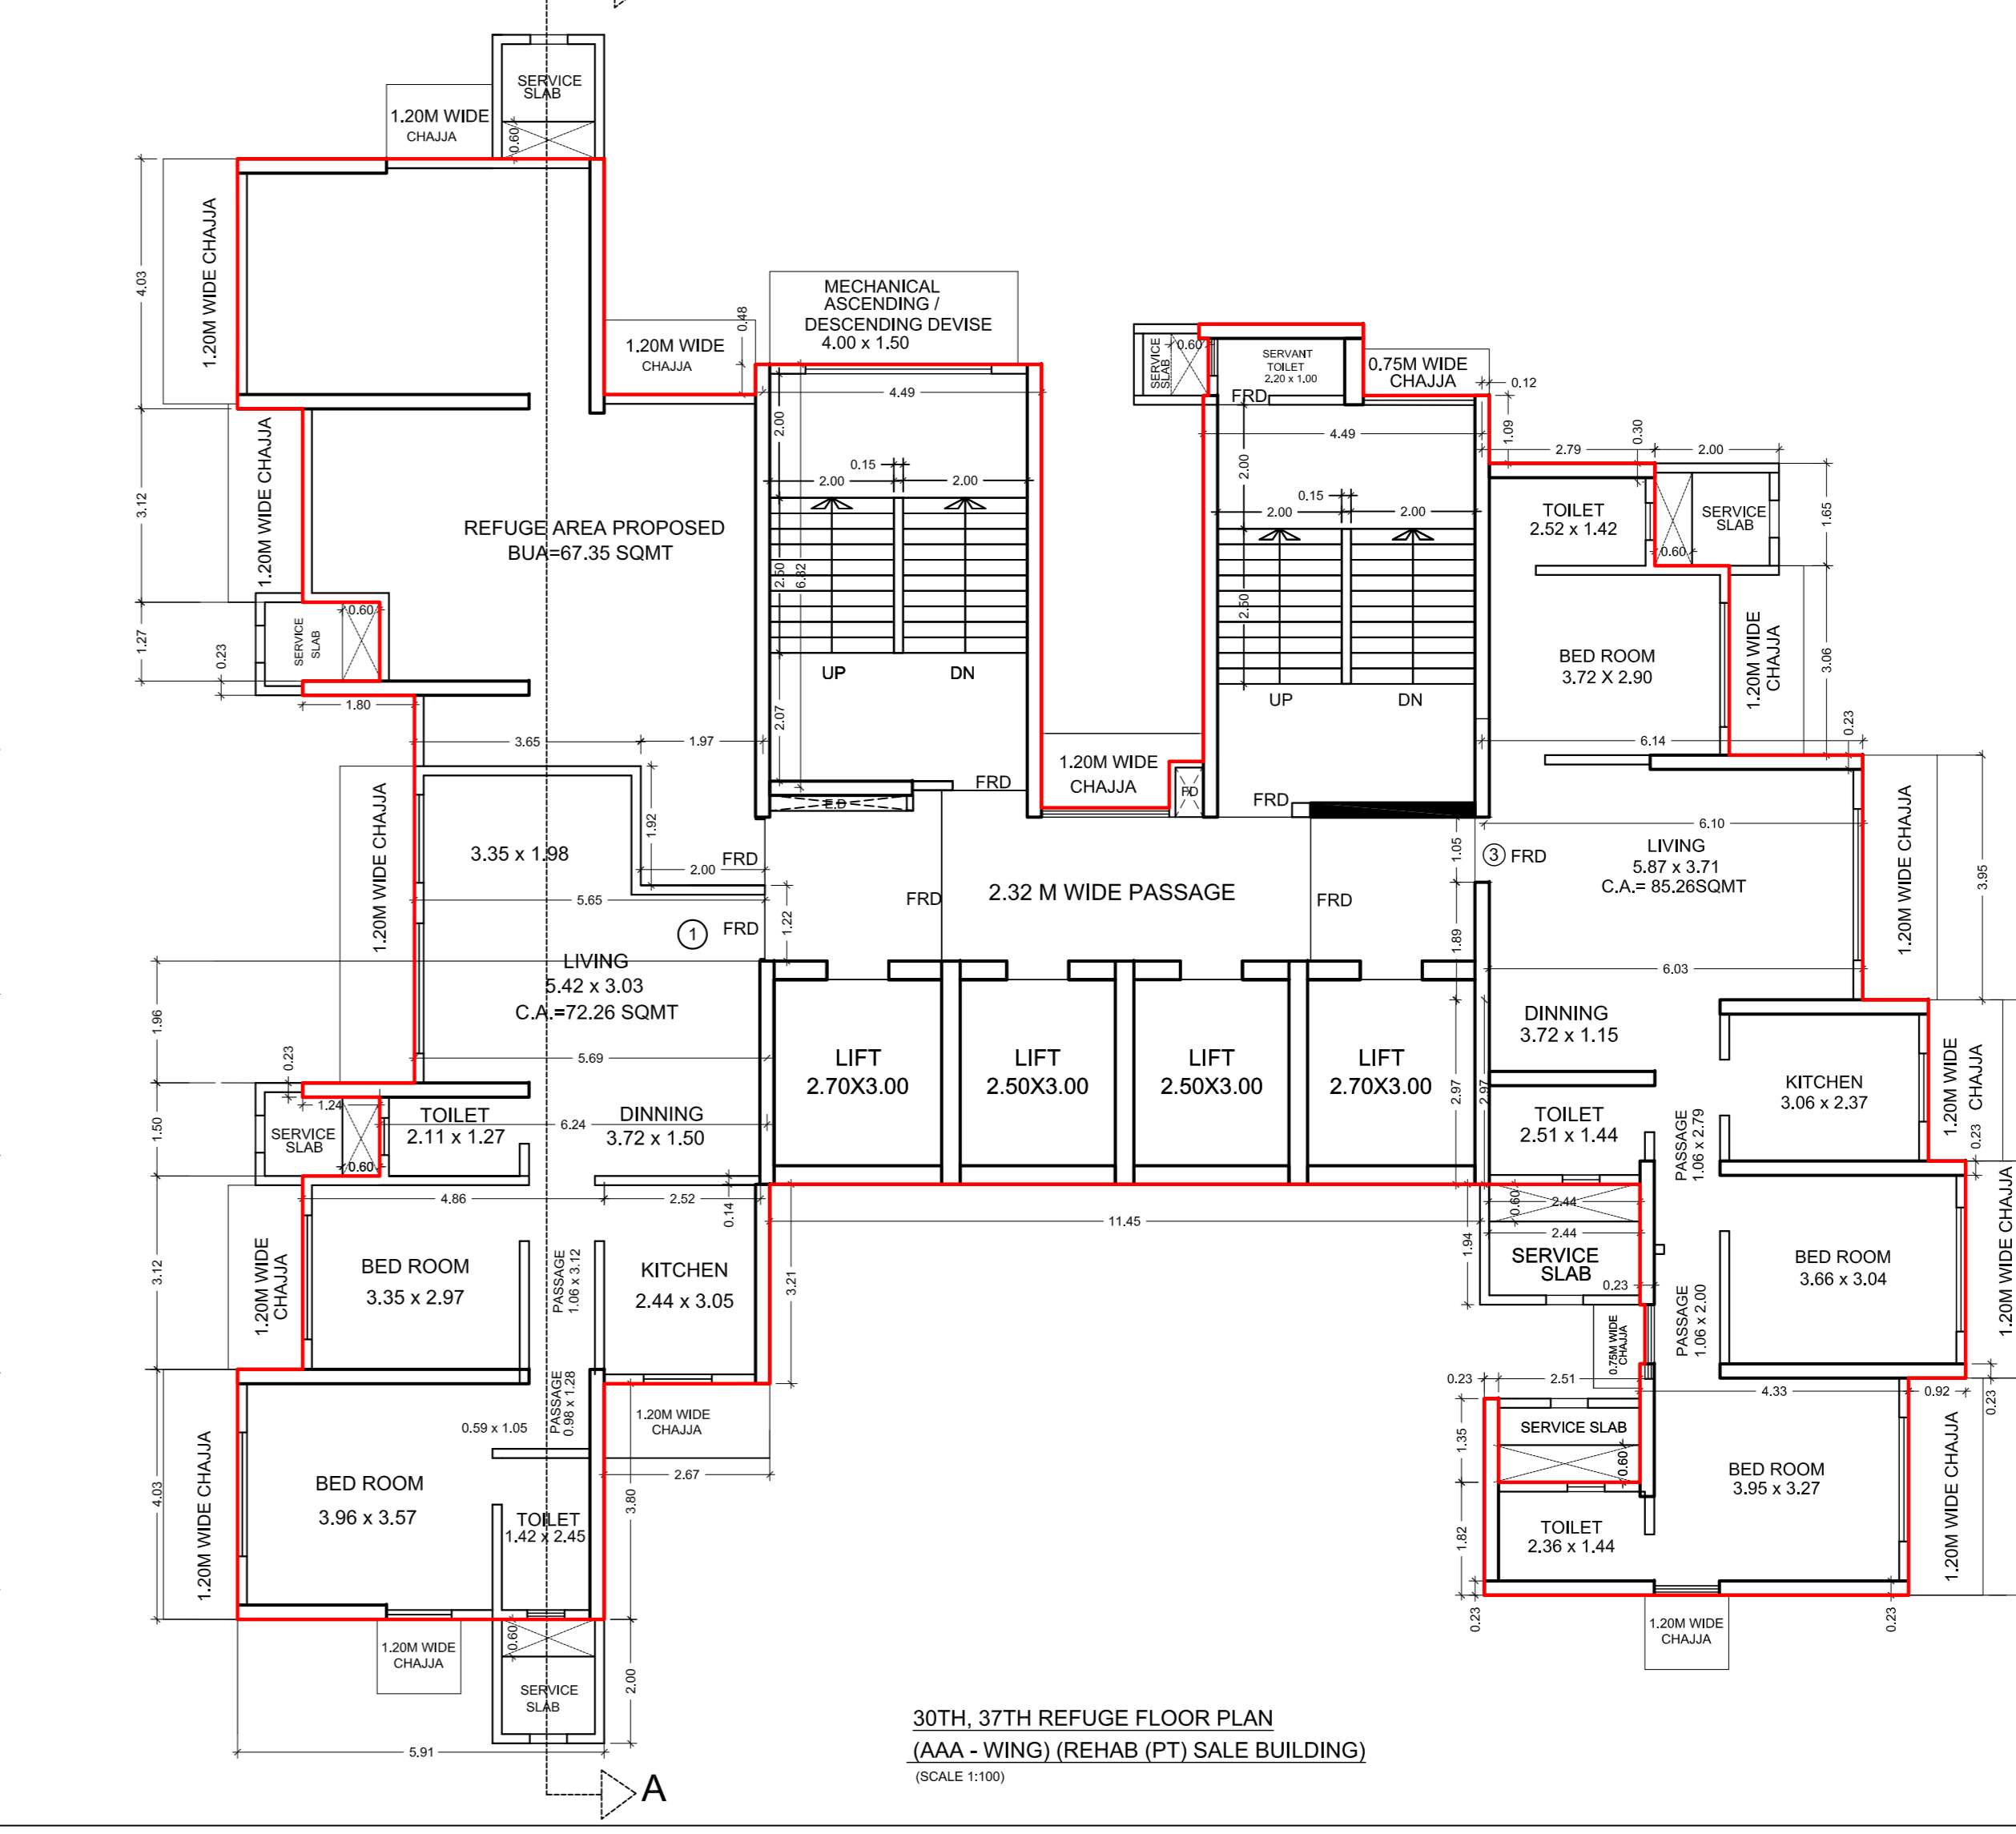 SERVICE
SLAB
0.60
1.20M WIDE
CHAJJA
1.20M WIDE CHAJJA
4.03
1.20M WIDE
CHAJJA
0.48
MECHANICAL
ASCENDING /
DESCENDING DEVISE
4.00 x 1.50
4.49
2.00
0.15
2.00
2.00
2.50
6.82
UP
DN
2.07
E.D
FRD
1.20M WIDE CHAJJA
3.12
REFUGE AREA PROPOSED
BUA=67.35 SQMT
0.60
SERVICE
SLAB
1.27
0.23
1.80
3.65
1.97
SERVICE
SLAB
0.60
SERVANT
TOILET
2.20 x 1.00
FRD
0.75M WIDE
CHAJJA
0.12
1.09
4.49
2.00
0.15
2.00
2.00
2.50
UP
DN
1.20M WIDE
CHAJJA
FD
FRD
2.79
0.30
2.00
TOILET
2.52 x 1.42
SERVICE
SLAB
0.60
1.65
BED ROOM
3.72 X 2.90
1.20M WIDE
CHAJJA
3.06
0.23
6.14
1.20M WIDE CHAJJA
3.35 x 1.98
1.92
2.00
FRD
5.65
1 FRD
1.22
FRD
2.32 M WIDE PASSAGE
FRD
1.05
1.89
3 FRD
6.10
LIVING
5.87 x 3.71
C.A.= 85.26SQMT
1.20M WIDE CHAJJA
3.95
6.03
LIVING
5.42 x 3.03
C.A.=72.26 SQMT
1.96
5.69
0.23
1.24
SERVICE
SLAB
0.60
1.50
TOILET
2.11 x 1.27
6.24
DINNING
3.72 x 1.50
LIFT
2.70X3.00
LIFT
2.50X3.00
LIFT
2.50X3.00
LIFT
2.70X3.00
2.97
2.97
DINNING
3.72 x 1.15
TOILET
2.51 x 1.44
PASSAGE
1.06 x 2.79
KITCHEN
3.06 x 2.37
1.20M WIDE
CHAJJA
0.23
4.86
2.52
0.14
11.45
1.20M WIDE
CHAJJA
3.12
BED ROOM
3.35 x 2.97
PASSAGE
1.06 x 3.12
KITCHEN
2.44 x 3.05
3.21
0.60
2.44
2.44
SERVICE
SLAB
1.94
0.23
0.75M WIDE
CHAJJA
PASSAGE
1.06 x 2.00
BED ROOM
3.66 x 3.04
1.20M WIDE CHAJJA
0.23
2.51
4.33
0.92
0.23
1.20M WIDE CHAJJA
4.03
BED ROOM
3.96 x 3.57
0.59 x 1.05
PASSAGE
0.98 x 1.28
TOILET
1.42 x 2.45
1.20M WIDE
CHAJJA
2.67
3.80
1.35
SERVICE SLAB
0.60
1.82
TOILET
2.36 x 1.44
BED ROOM
3.95 x 3.27
1.20M WIDE CHAJJA
0.23
0.23
1.20M WIDE
CHAJJA
1.20M WIDE
CHAJJA
0.60
SERVICE
SLAB
2.00
5.91
A
30TH, 37TH REFUGE FLOOR PLAN
(AAA - WING) (REHAB (PT) SALE BUILDING)
(SCALE 1:100)